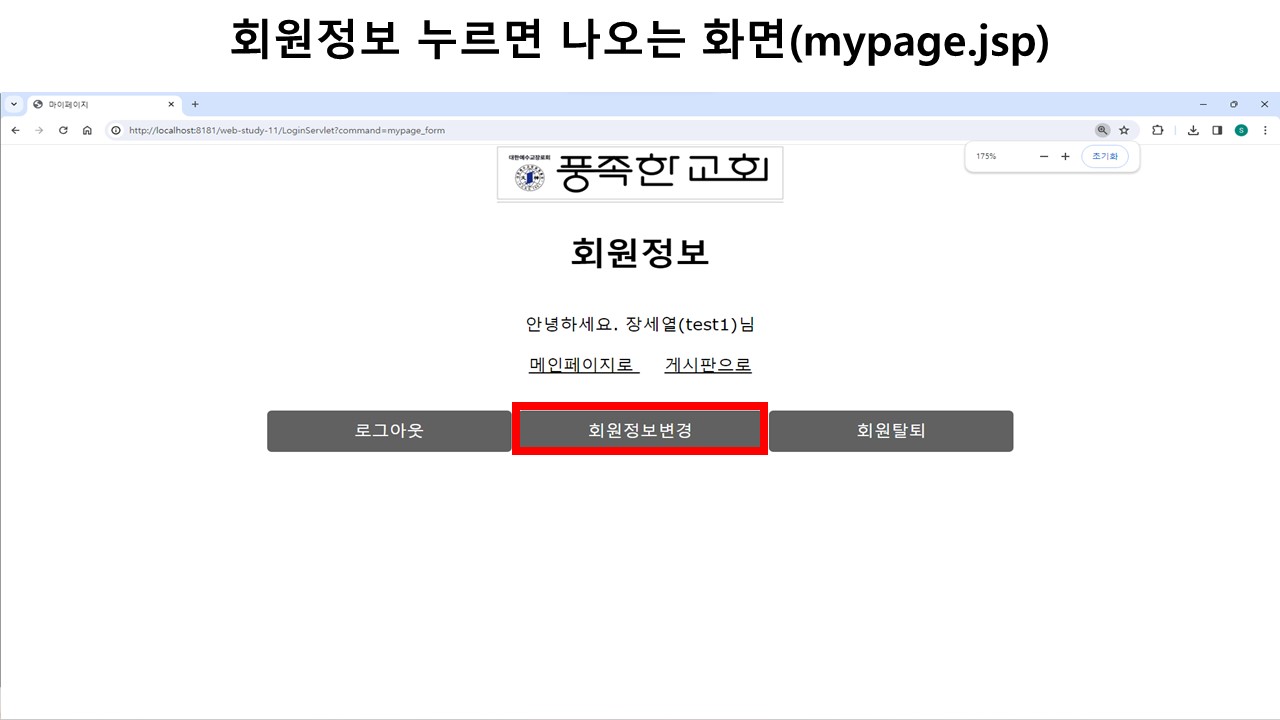 회원정보 누르면 나오는 화면(mypage.jsp)
마이페이지
http://localhost:8181/web-study-11/LoginServlet?command=mypage_form
S
175%
초기화
대한예수교장로회
풍족한 교회
회원정보
안녕하세요. 장세열(test1)님
메인페이지로 게시판으로
로그아웃 회원정보변경 회원탈퇴